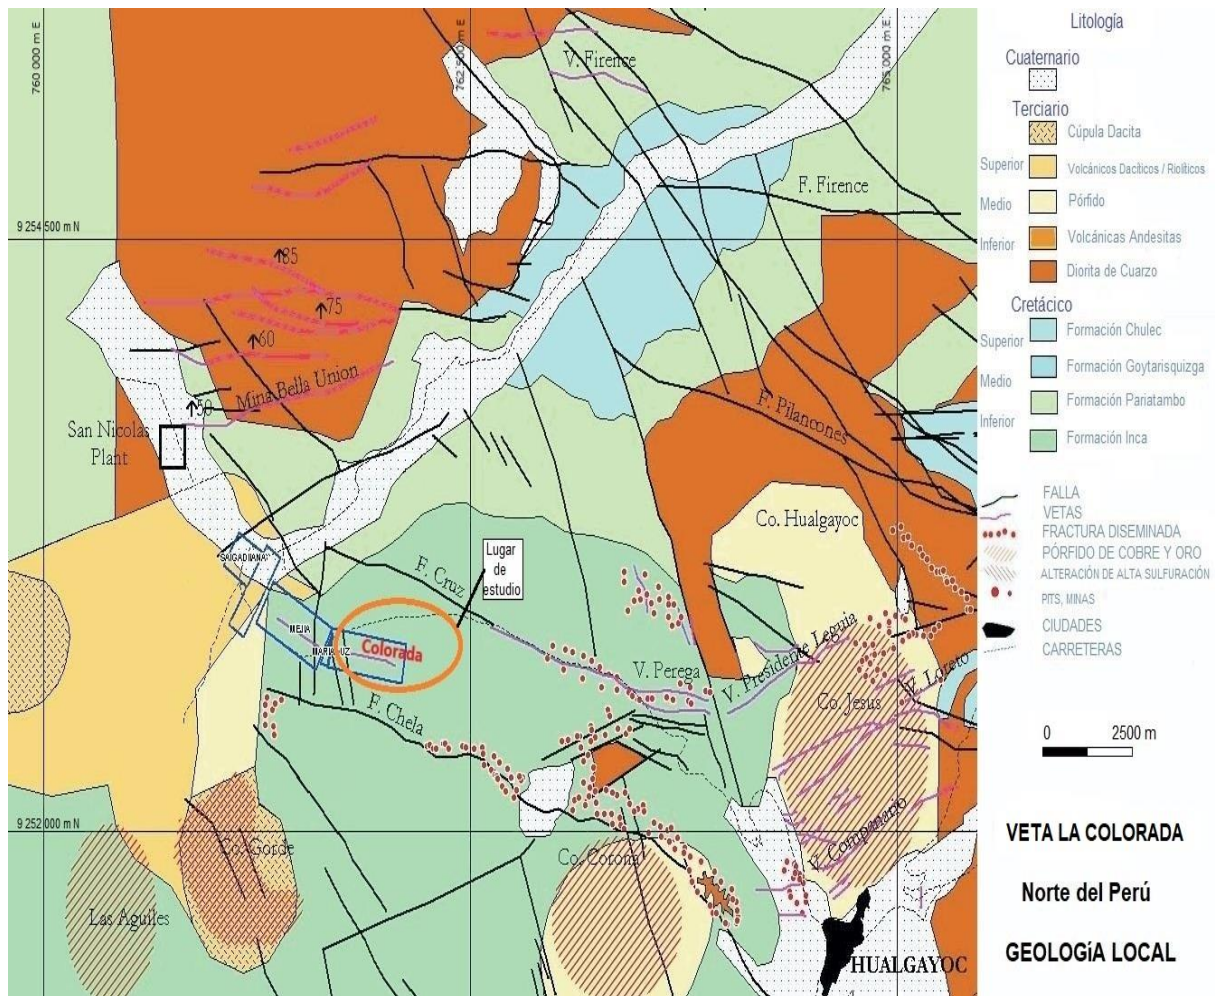 760 000 m E
762 500 m E
765 000 m E
V. Firence
F. Firence
9 254 500 m N
85
75
60
Mina Bella Union
50
San Nicolas
Plant
F. Pilancones
Co. Hualgayoc
Lugar
de
estudio
F. Cruz
MEJIA
Colorada
V. Perega
V. Presidente Leguia
Co. Jesus
V. Loreto
F. Chela
9 252 000 m N
Co. Gorde
Co. Corona
V. Companario
Las Aguiles
HUALGAYOC
Litología
Cuaternario
Terciario
Cúpula Dacita
Superior
Volcánicos Dacíticos / Riolíticos
Medio
Pórfido
Inferior
Volcánicas Andesitas
Diorita de Cuarzo
Cretácico
Formación Chulec
Superior
Formación Goytarisquizga
Medio
Formación Pariatambo
Inferior
Formación Inca
FALLA
VETAS
FRACTURA DISEMINADA
PÓRFIDO DE COBRE Y ORO
ALTERACIÓN DE ALTA SULFURACIÓN
PITS, MINAS
CIUDADES
CARRETERAS
0 2500 m
VETA LA COLORADA
Norte del Perú
GEOLOGíA LOCAL